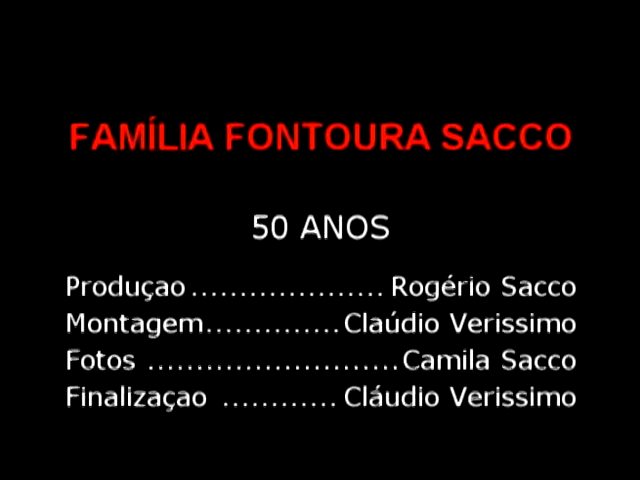 FAMÍLIA FONTOURA SACCO
50 ANOS
Produçao.................... Rogério Sacco
Montagem..............Claúdio Verissimo
Fotos ..........................Camila Sacco
Finalizaçao ............ Cláudio Verissimo